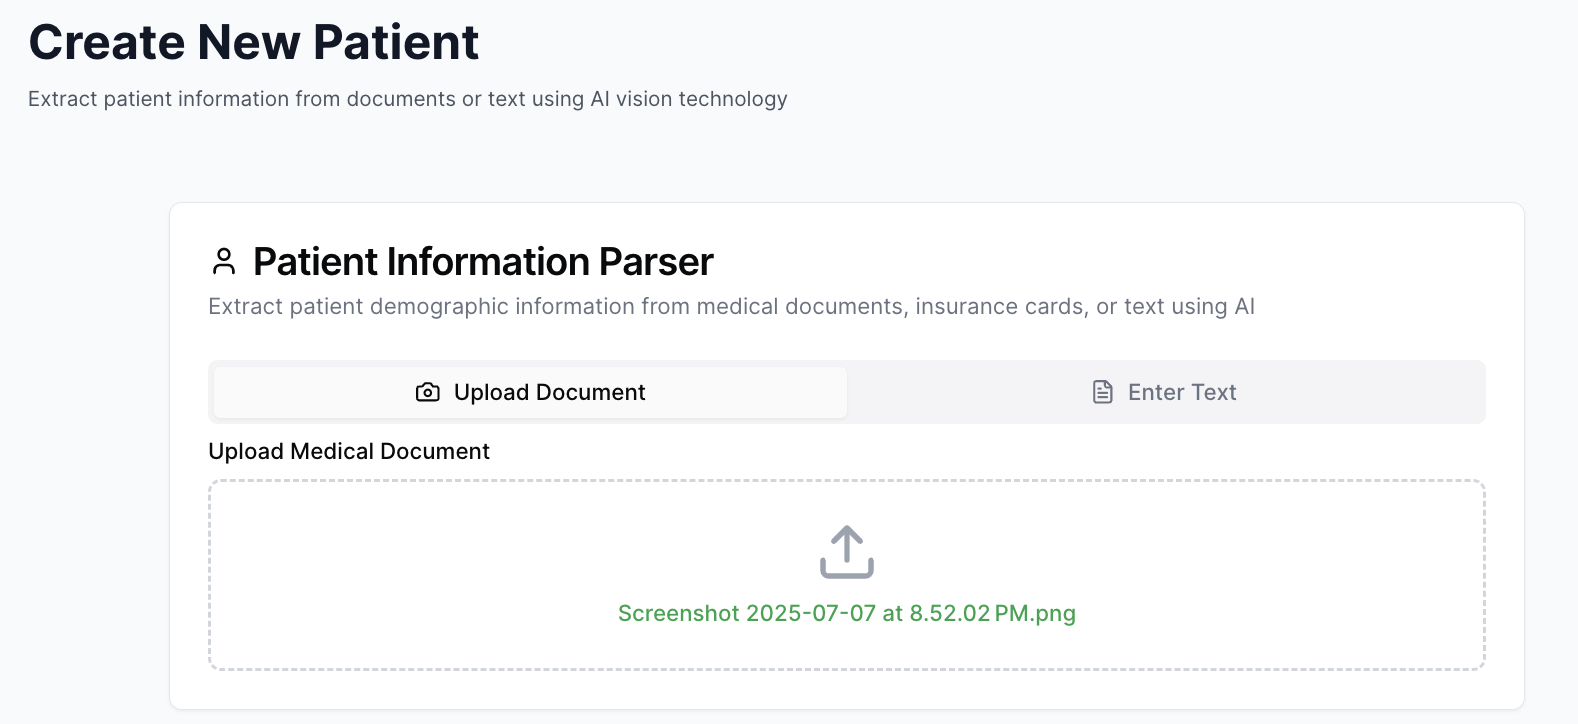 Create New Patient
Extract patient information from documents or text using AI vision technology
Patient Information Parser
Extract patient demographic information from medical documents, insurance cards, or text using AI
Upload Document
Enter Text
Upload Medical Document
Screenshot 2025-07-07 at 8.52.02 PM.png